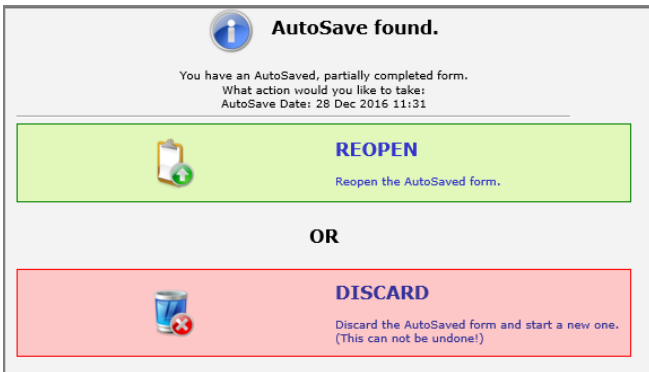 AutoSave found.
You have an AutoSaved, partially completed form.
What action would you like to take:
AutoSave Date: 28 Dec 2016 11:31
REOPEN
Reopen the AutoSaved form.
OR
DISCARD
Discard the AutoSaved form and start a new one.
(This can not be undone!)